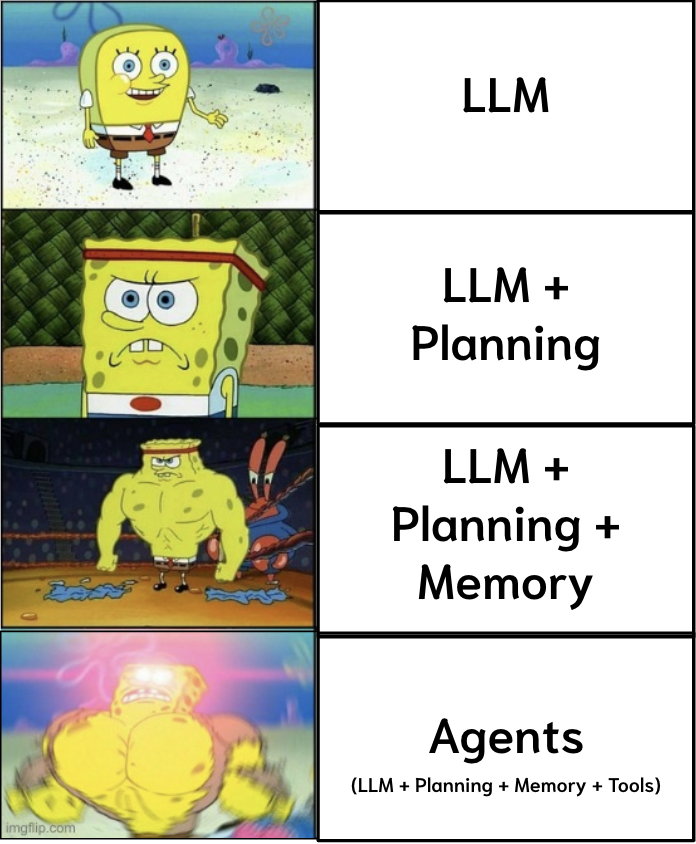 LLM
LLM +
Planning
LLM +
Planning +
Memory
Agents
(LLM + Planning + Memory + Tools)
imgflip.com